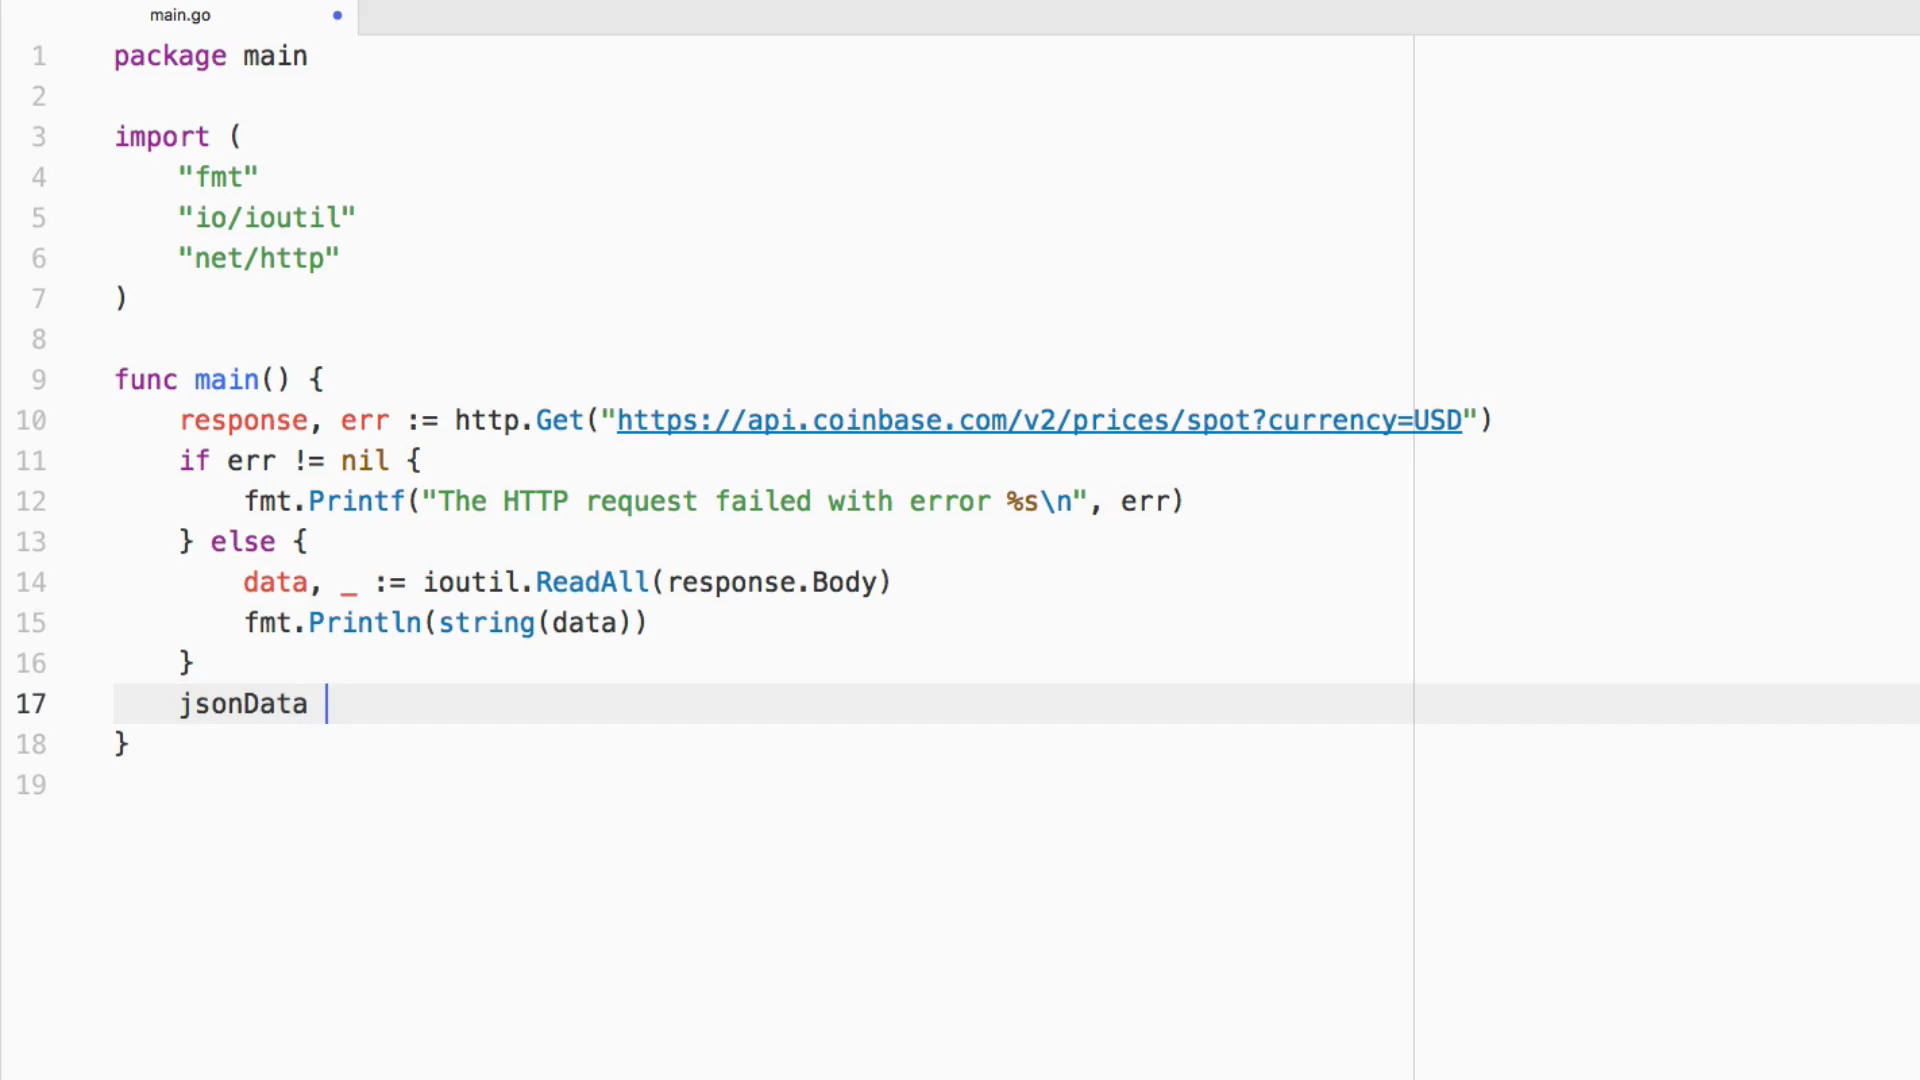 main.go
1 package main
2
3 import (
4 "fmt"
5 "io/ioutil"
6 "net/http"
7 )
8
9 func main() {
10 response, err := http.Get("https://api.coinbase.com/v2/prices/spot?currency=USD")
11 if err != nil {
12 fmt.Printf("The HTTP request failed with error %s\n", err)
13 } else {
14 data, _ := ioutil.ReadAll(response.Body)
15 fmt.Println(string(data))
16 }
17 jsonData
18 }
19